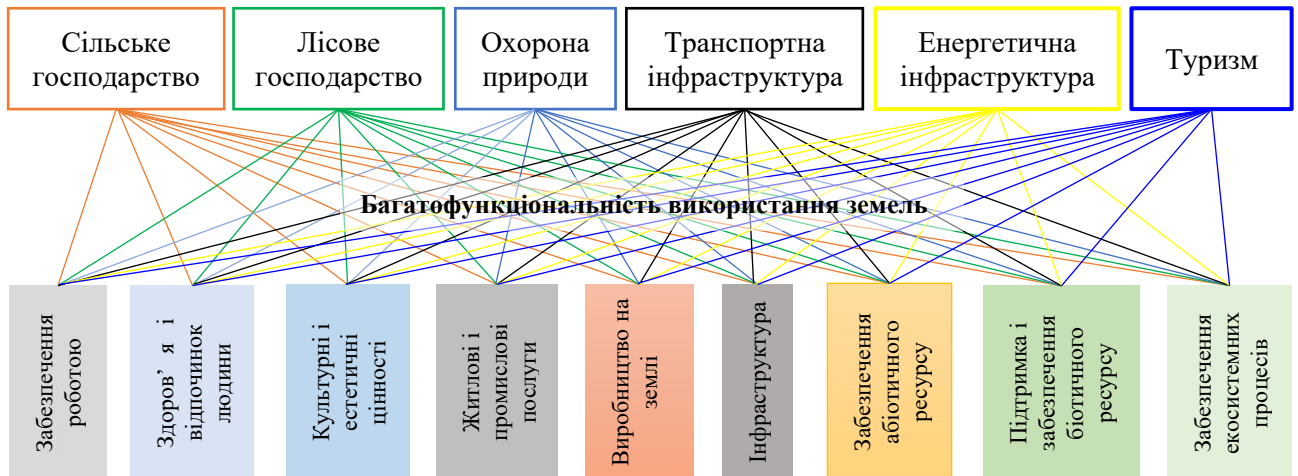 Сільське
господарство
Лісове
господарство
Охорона
природи
Транспортна
інфраструктура
Енергетична
інфраструктура
Туризм
Багатофункціональність використання земель
Забезпечення
роботою
Здоров’ я і
відпочинок
людини
Культурні і
естетичні
цінності
Житлові і
промислові
послуги
Виробництво на
землі
Інфраструктура
Забезпечення
абіотичного
ресурсу
Підтримка і
забезпечення
біотичного
ресурсу
Забезпечення
екосистемних
процесів